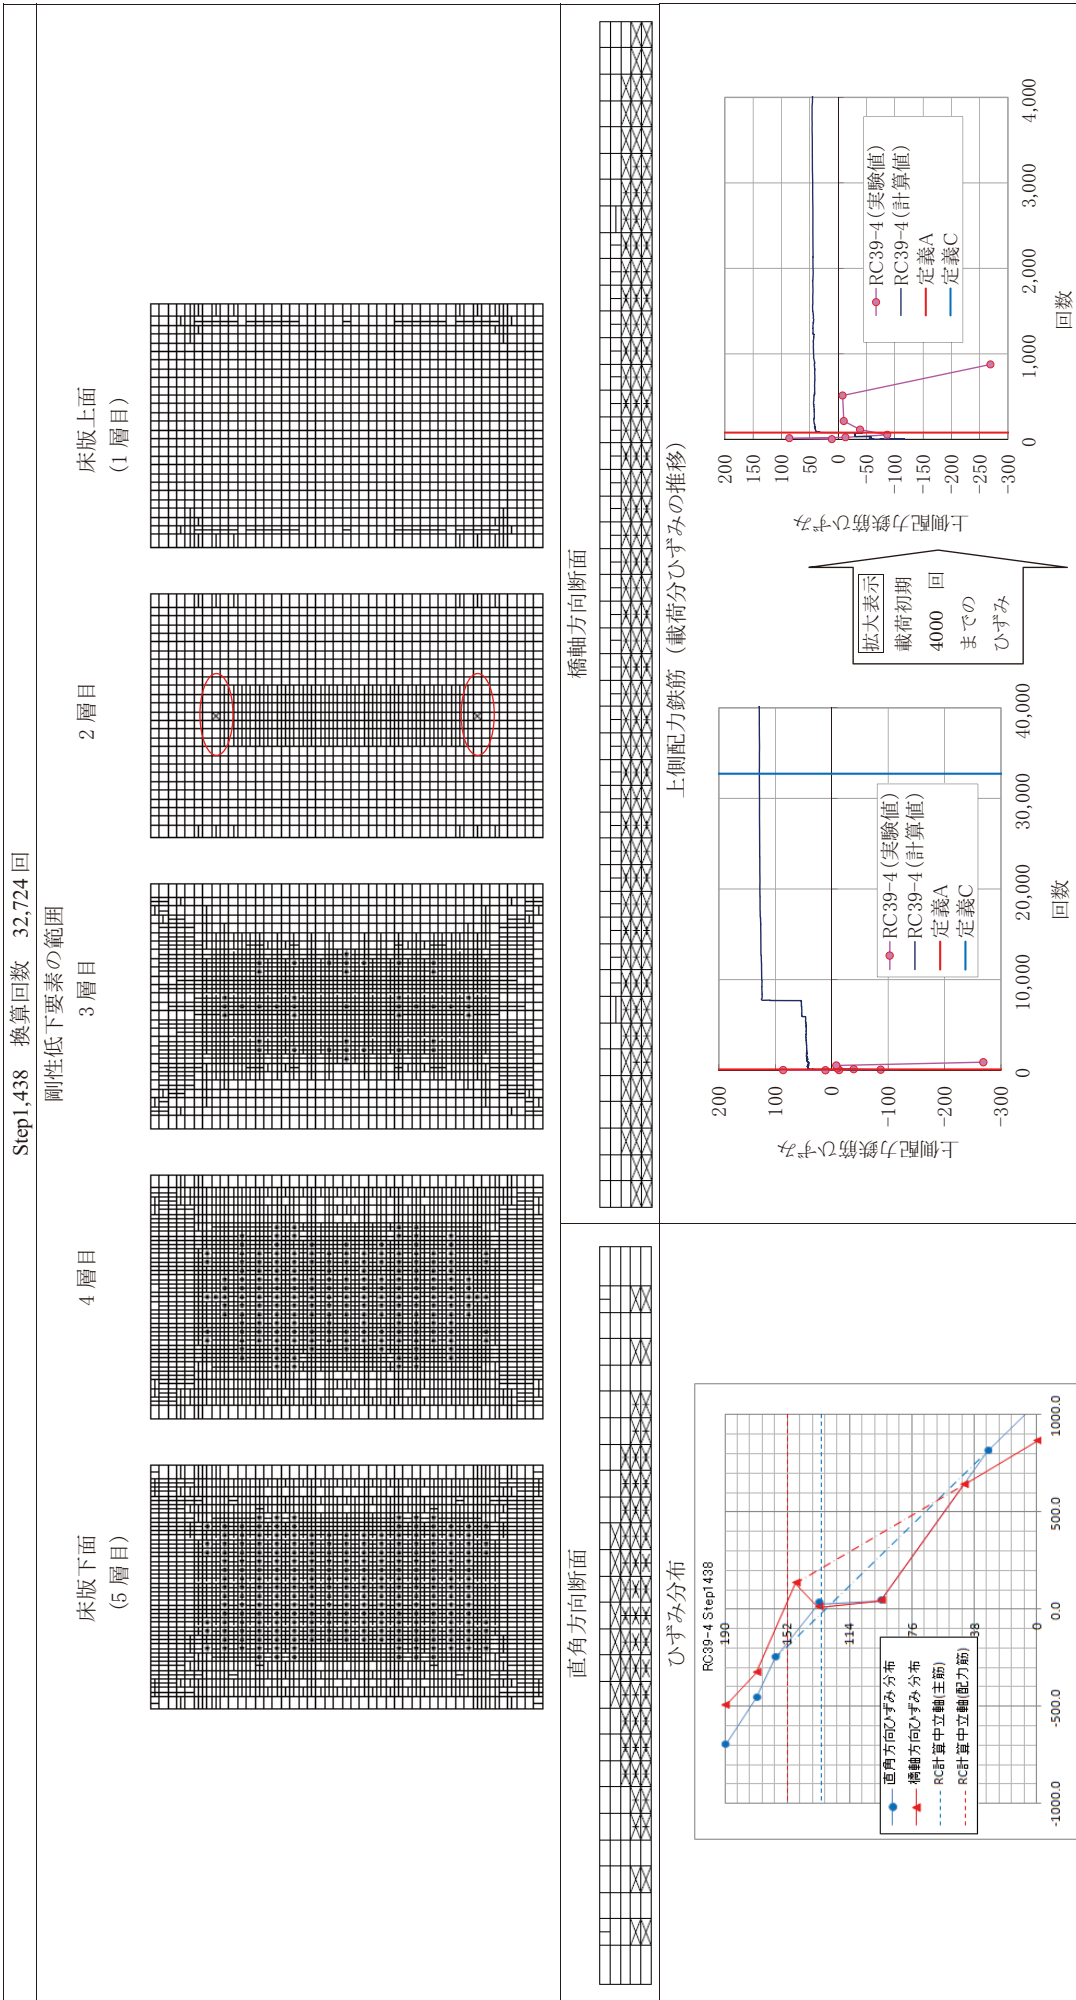 Step1,438　換算回数　32,724 回
剛性低下要素の範囲
床版下面
(5 層目)
4 層目
3 層目
2 層目
床版上面
(1 層目)
直角方向断面
橋軸方向断面
ひずみ分布
RC39-4 Step1438
190
152
114
76
38
0
-1000.0
-500.0
0.0
500.0
1000.0
直角方向ひずみ分布
橋軸方向ひずみ分布
RC計算中立軸(主筋)
RC計算中立軸(配力筋)
上側配力鉄筋（載荷分ひずみの推移）
上側配力鉄筋ひずみ
200
100
0
-100
-200
-300
0
10,000
20,000
30,000
40,000
回数
RC39-4(実験値)
RC39-4(計算値)
定義A
定義C
拡大表示
載荷初期
4000　回
までの
ひずみ
上側配力鉄筋ひずみ
200
150
100
50
0
-50
-100
-150
-200
-250
-300
0
1,000
2,000
3,000
4,000
回数
RC39-4(実験値)
RC39-4(計算値)
定義A
定義C